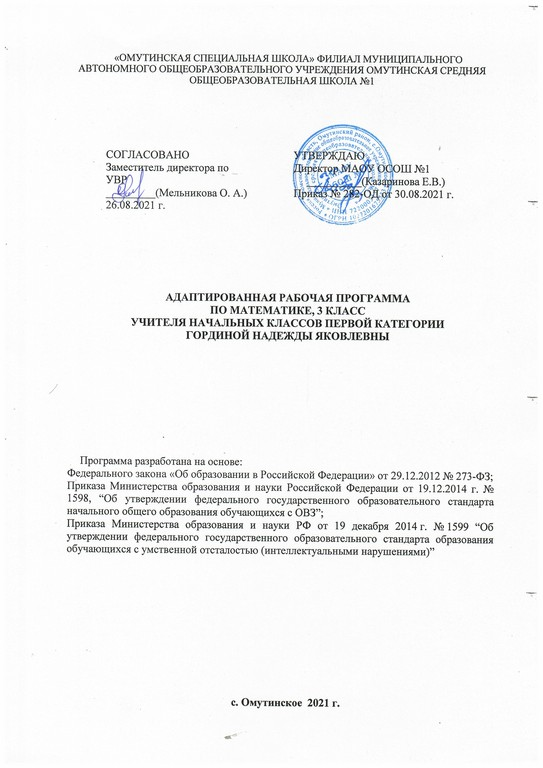 «ОМУТИНСКАЯ СПЕЦИАЛЬНАЯ ШКОЛА» ФИЛИАЛ МУНИЦИПАЛЬНОГО
АВТОНОМНОГО ОБЩЕОБРАЗОВАТЕЛЬНОГО УЧРЕЖДЕНИЯ ОМУТИНСКАЯ СРЕДНЯЯ
ОБЩЕОБРАЗОВАТЕЛЬНАЯ ШКОЛА №1
СОГЛАСОВАНО
Заместитель директора по
УВР
(Мельникова О. А.)
26.08.2021 г.
УТВЕРЖДАЮ
Директор МАОУ ОСОШ №1
(Казаринова Е.В.)
Приказ № 282-ОД от 30.08.2021 г.
АДАПТИРОВАННАЯ РАБОЧАЯ ПРОГРАММА
ПО МАТЕМАТИКЕ, 3 КЛАСС
УЧИТЕЛЯ НАЧАЛЬНЫХ КЛАССОВ ПЕРВОЙ КАТЕГОРИИ
ГОРДИНОЙ НАДЕЖДЫ ЯКОВЛЕВНЫ
Программа разработана на основе:
Федерального закона «Об образовании в Российской Федерации» от 29.12.2012 № 273-ФЗ;
Приказа Министерства образования и науки Российской Федерации от 19.12.2014 г. №
1598, “Об утверждении федерального государственного образовательного стандарта
начального общего образования обучающихся с ОВЗ”;
Приказа Министерства образования и науки РФ от 19 декабря 2014 г. № 1599 “Об
утверждении федерального государственного образовательного стандарта образования
обучающихся с умственной отсталостью (интеллектуальными нарушениями)”
с. Омутинское 2021 г.